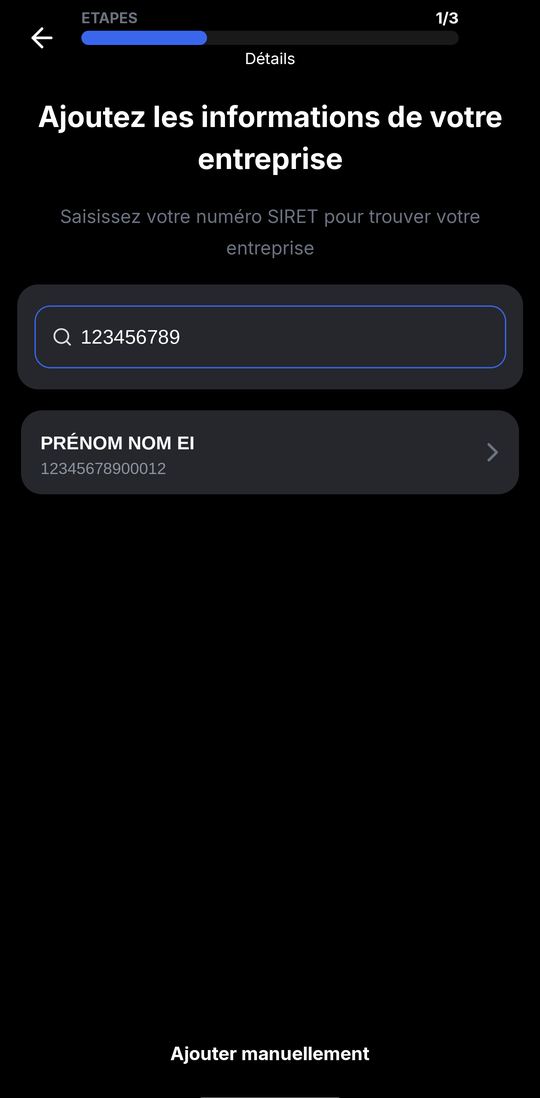 ETAPES 1/3
Détails
Ajoutez les informations de votre
entreprise
Saisissez votre numéro SIRET pour trouver votre
entreprise
123456789
PRÉNOM NOM EI
12345678900012
Ajouter manuellement